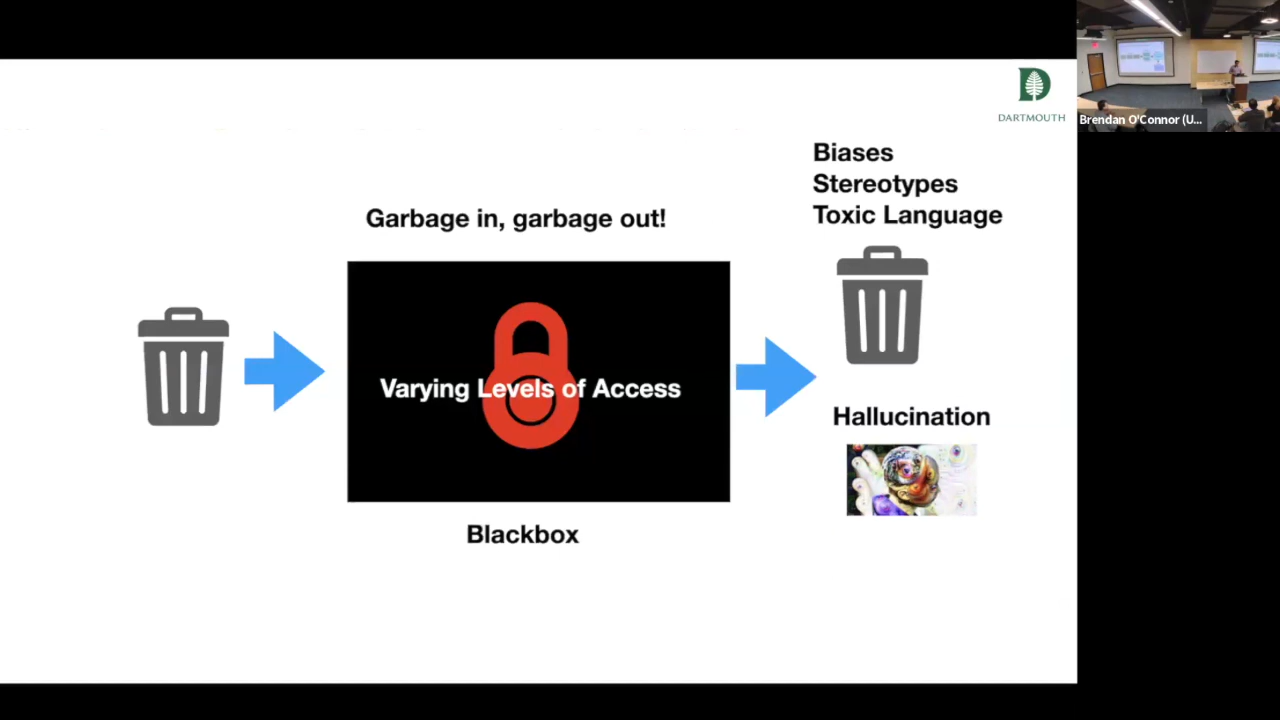 DARTMOUTH
Brendan O'Connor (U...
Biases
Stereotypes
Toxic Language
Garbage in, garbage out!
Varying Levels of Access
Hallucination
Blackbox